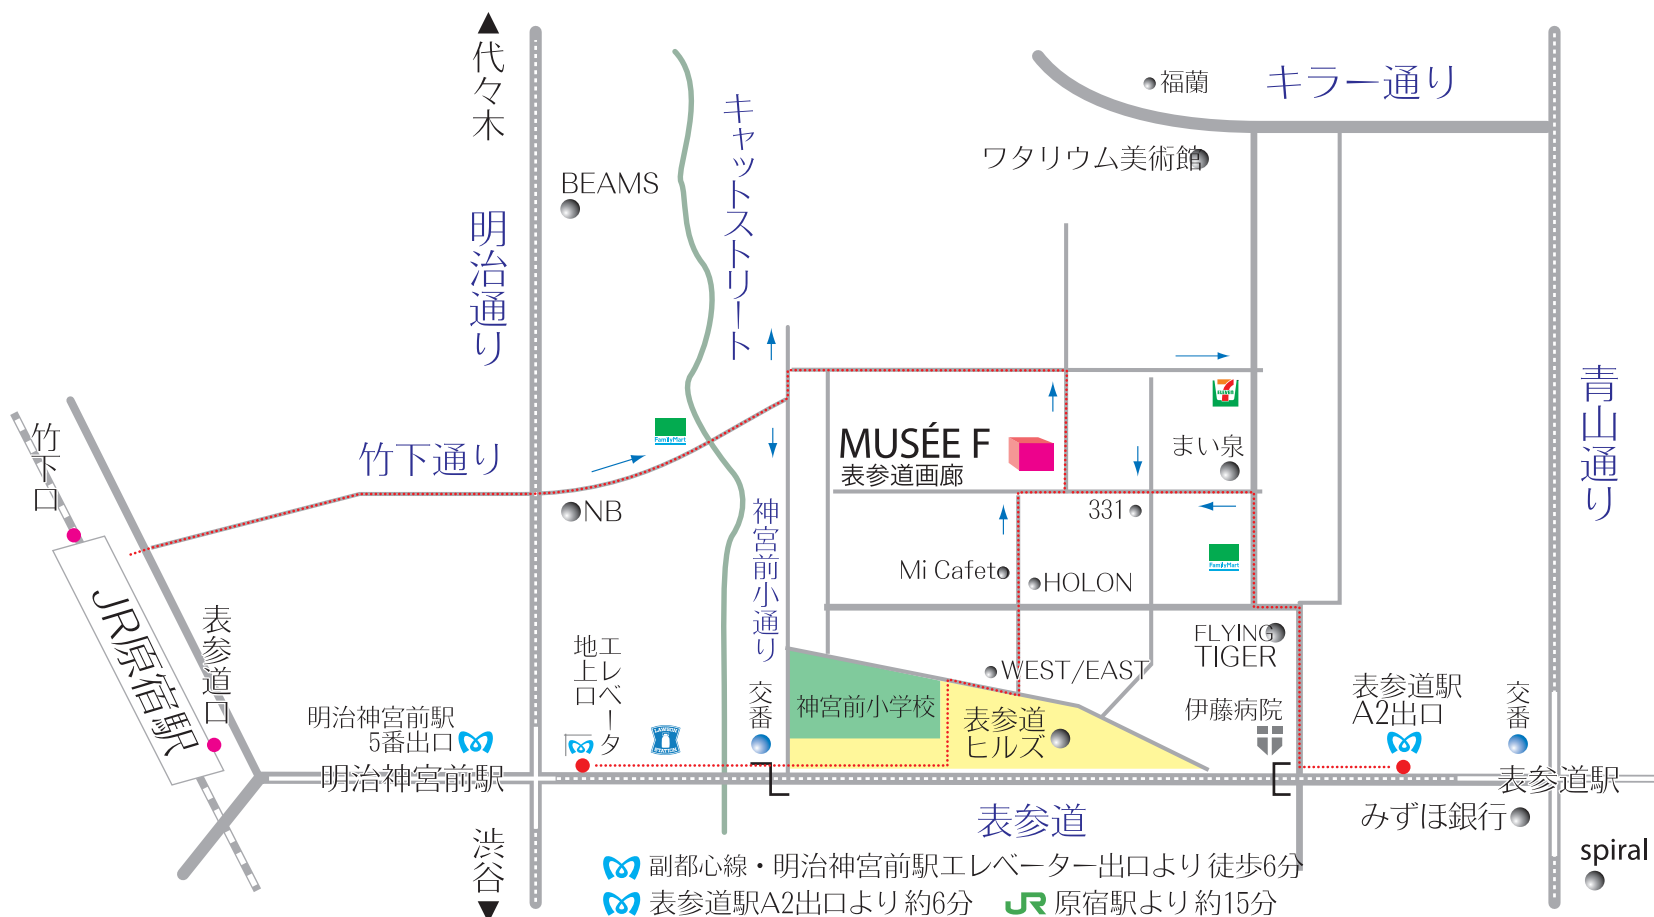 代々木
明治通り
BEAMS
キャットストリート
福蘭
キラー通り
ワタリウム美術館
青山通り
竹下口
竹下通り
FamilyMart
NB
MUSÉE F
表参道画廊
7
ELEVEN
まい泉
331
神宮前小通り
Mi Cafeto
HOLON
FamilyMart
JR原宿駅
表参道口
FLYING
TIGER
WEST/EAST
エレベータ
地上口
交番
神宮前小学校
表参道
ヒルズ
伊藤病院
表参道駅
A2出口
交番
明治神宮前駅
5番出口
LAWSON
STATION
明治神宮前駅
表参道駅
表参道
みずほ銀行
渋谷
spiral
副都心線・明治神宮前駅エレベーター出口より 徒歩6分
表参道駅A2出口より 約6分
JR 原宿駅より 約15分